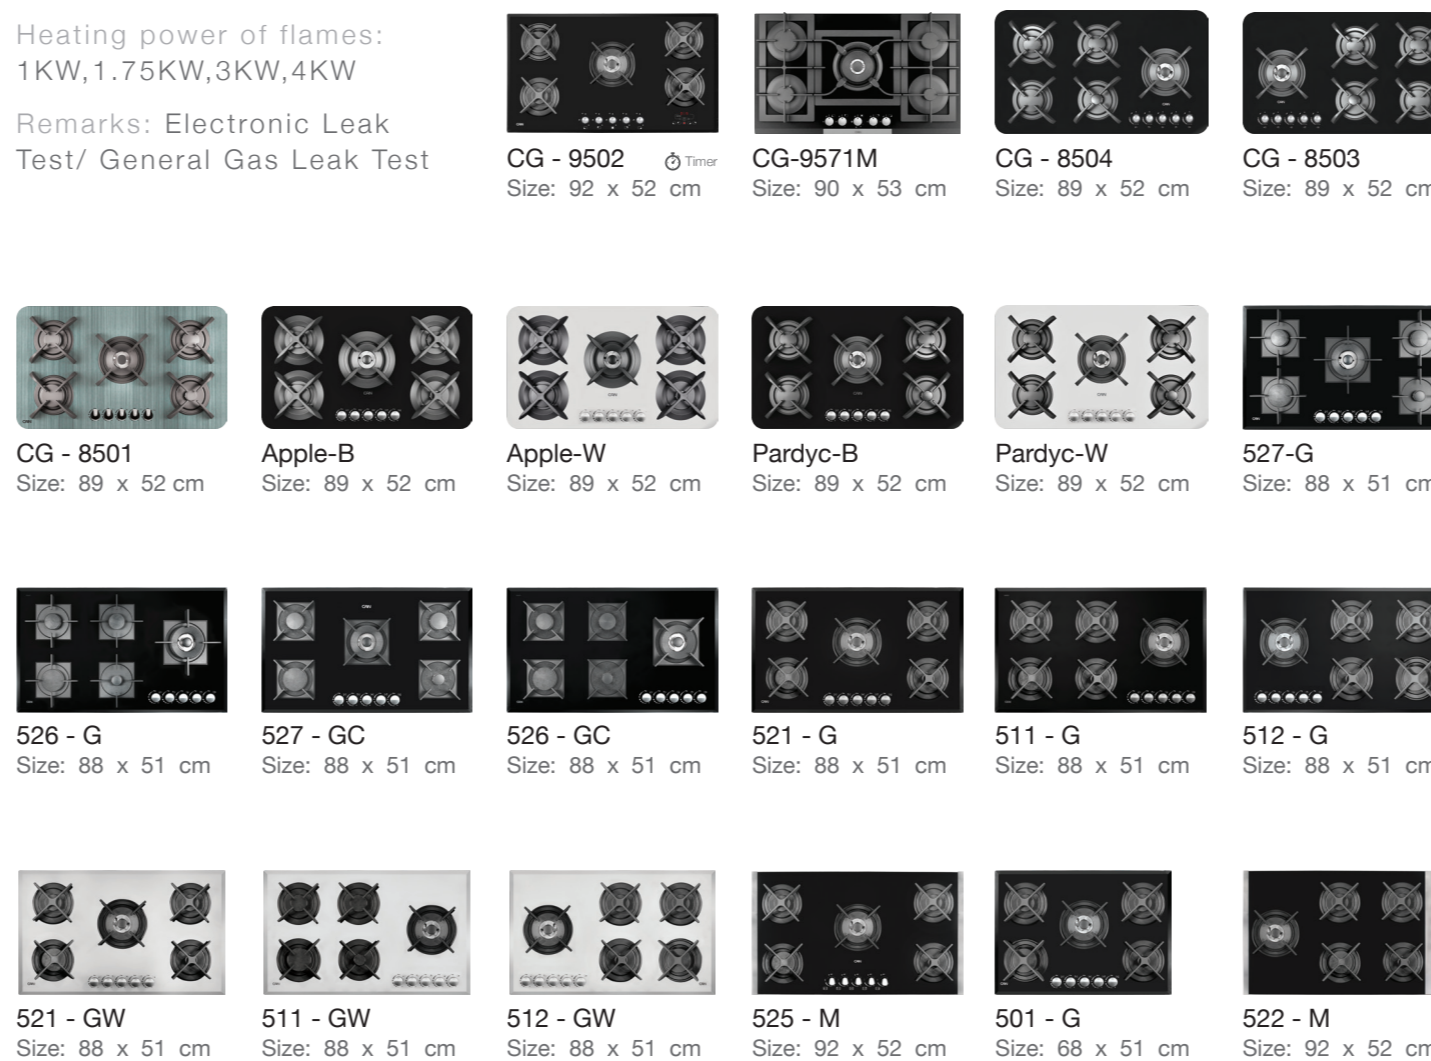 Heating power of flames:
1KW,1.75KW,3KW,4KW
Remarks: Electronic Leak
Test/ General Gas Leak Test
CG - 9502 Timer
Size: 92 x 52 cm
CG-9571M
Size: 90 x 53 cm
CG - 8504
Size: 89 x 52 cm
CG - 8503
Size: 89 x 52 cm
CG - 8501
Size: 89 x 52 cm
Apple-B
Size: 89 x 52 cm
Apple-W
Size: 89 x 52 cm
Pardyc-B
Size: 89 x 52 cm
Pardyc-W
Size: 89 x 52 cm
527-G
Size: 88 x 51 cm
526 - G
Size: 88 x 51 cm
527 - GC
Size: 88 x 51 cm
526 - GC
Size: 88 x 51 cm
521 - G
Size: 88 x 51 cm
511 - G
Size: 88 x 51 cm
512 - G
Size: 88 x 51 cm
521 - GW
Size: 88 x 51 cm
511 - GW
Size: 88 x 51 cm
512 - GW
Size: 88 x 51 cm
525 - M
Size: 92 x 52 cm
501 - G
Size: 68 x 51 cm
522 - M
Size: 92 x 52 cm